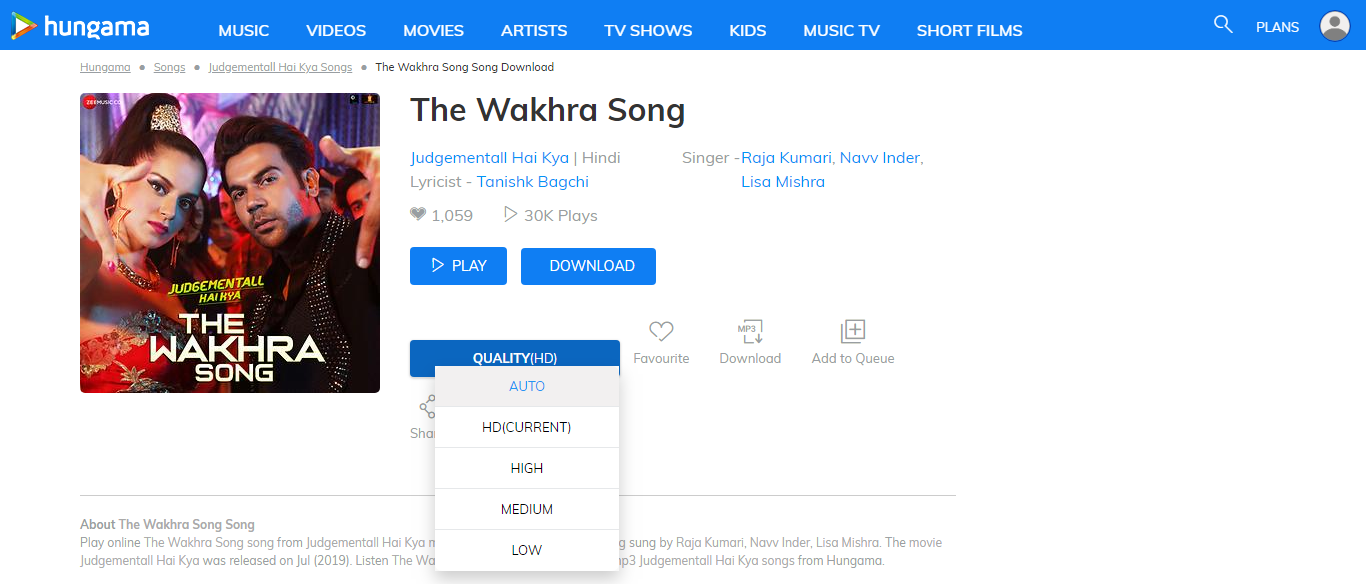 hungama
MUSIC VIDEOS MOVIES ARTISTS TV SHOWS KIDS MUSIC TV SHORT FILMS PLANS
Hungama • Songs • Judgementall Hai Kya Songs • The Wakhra Song Song Download
ZEE MUSIC CO
JUDGEMENTALL
HAI KYA
THE
WAKHRA
SONG
The Wakhra Song
Judgementall Hai Kya | Hindi
Lyricist - Tanishk Bagchi
Singer -Raja Kumari, Navv Inder,
Lisa Mishra
1,059 30K Plays
PLAY DOWNLOAD
QUALITY(HD)
AUTO
HD(CURRENT)
HIGH
MEDIUM
LOW
MP3
Favourite Download Add to Queue
About The Wakhra Song Song
Play online The Wakhra Song song from Judgementall Hai Kya sung by Raja Kumari, Navv Inder, Lisa Mishra. The movie
Judgementall Hai Kya was released on Jul (2019). Listen The Judgementall Hai Kya songs from Hungama.